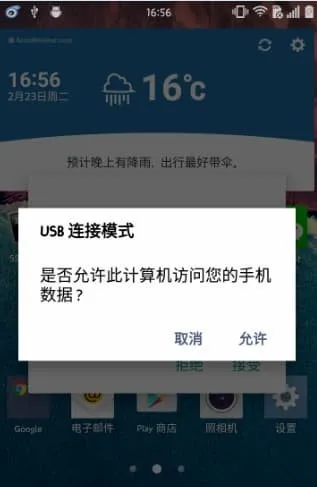 16:56
16:56
2月23日周二
16°c
预计晚上有降雨，出行最好带伞。
USB 连接模式
是否允许此计算机访问您的手机
数据？
取消 允许
拒绝 接受
Google 电子邮件 Play 商店 照相机 设置